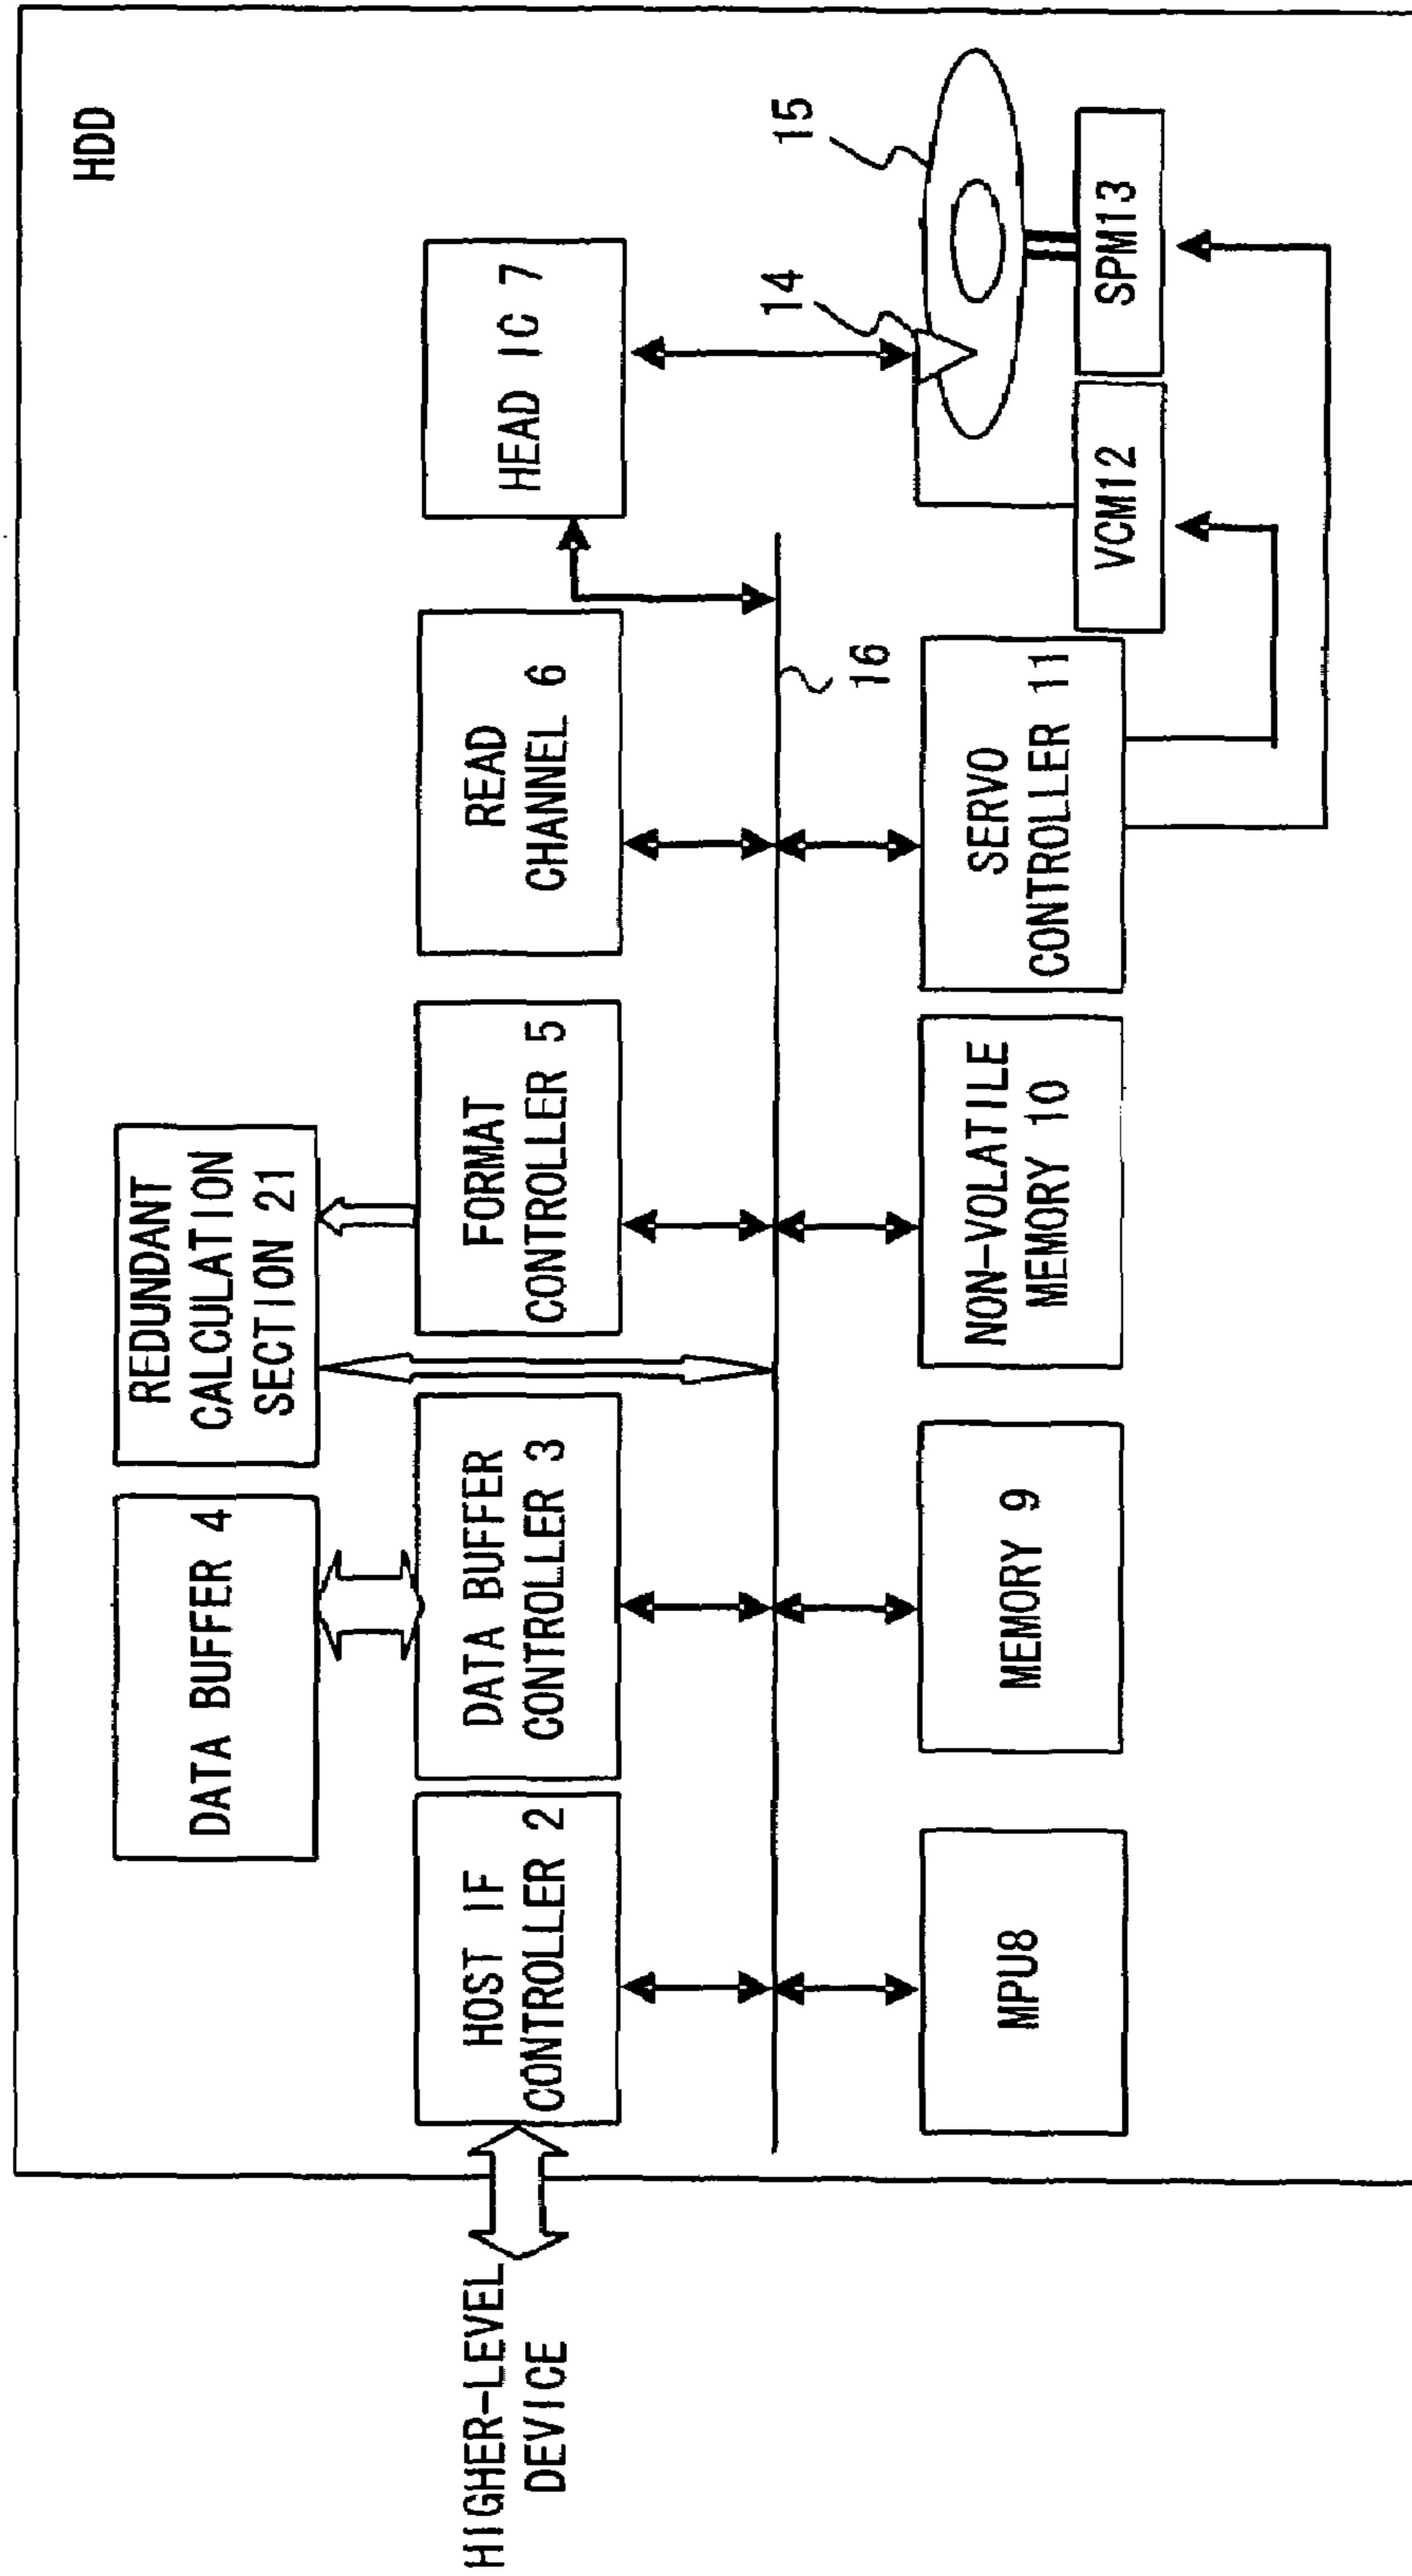 HDD
DATA BUFFER 4
REDUNDANT
CALCULATION
SECTION 21
HIGHER-LEVEL
DEVICE
HOST IF
CONTROLLER 2
DATA BUFFER
CONTROLLER 3
FORMAT
CONTROLLER 5
READ
CHANNEL 6
HEAD IC 7
14
15
16
MPU8
MEMORY 9
NON-VOLATILE
MEMORY 10
SERVO
CONTROLLER 11
VCM12
SPM13